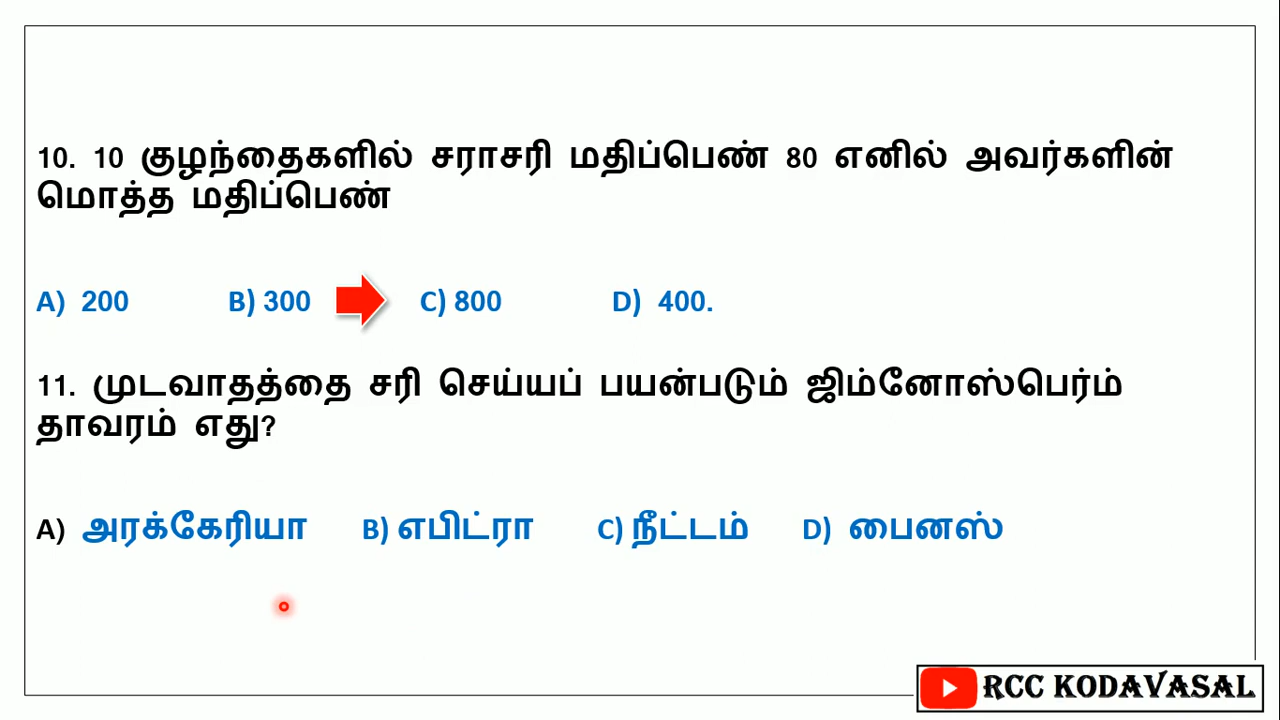 10. 10 குழந்தைகளில் சராசரி மதிப்பெண் 80 எனில் அவர்களின்
மொத்த மதிப்பெண்
A) 200 B) 300 C) 800 D) 400.
11. முடவாதத்தை சரி செய்யப் பயன்படும் ஜிம்னோஸ்பெர்ம்
தாவரம் எது?
A) அரக்கேரியா B) எபிட்ரா C) நீட்டம் D) பைனஸ்
RCC KODAVASAL